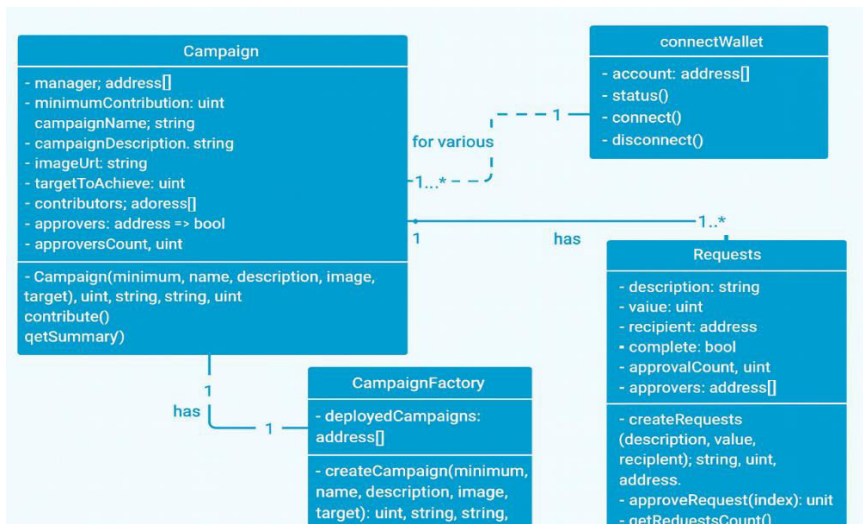 Campaign
- manager; address[]
- minimumContribution: uint
campaignName; string
- campaignDescription. string
- imageUrl: string
- targetToAchieve: uint
- contributors; adoress[]
- approvers: address => bool
- approversCount, uint
- Campaign(minimum, name, description, image,
target), uint, string, string, uint
contribute()
qetSummary')
connectWallet
- account: address[]
- status()
- connect()
- disconnect()
for various
1
1...*
1
has
1..*
Requests
- description: string
- vaiue: uint
- recipient: address
- complete: bool
- approvalCount, uint
- approvers: address[]
- createRequests
(description, value,
reciplent); string, uint,
address.
- approveRequest(index): unit
- getReduestsCount()
1
has
1
CampaignFactory
- deployedCampaigns:
address[]
- createCampaign(minimum,
name, description, image,
target): uint, string, string,